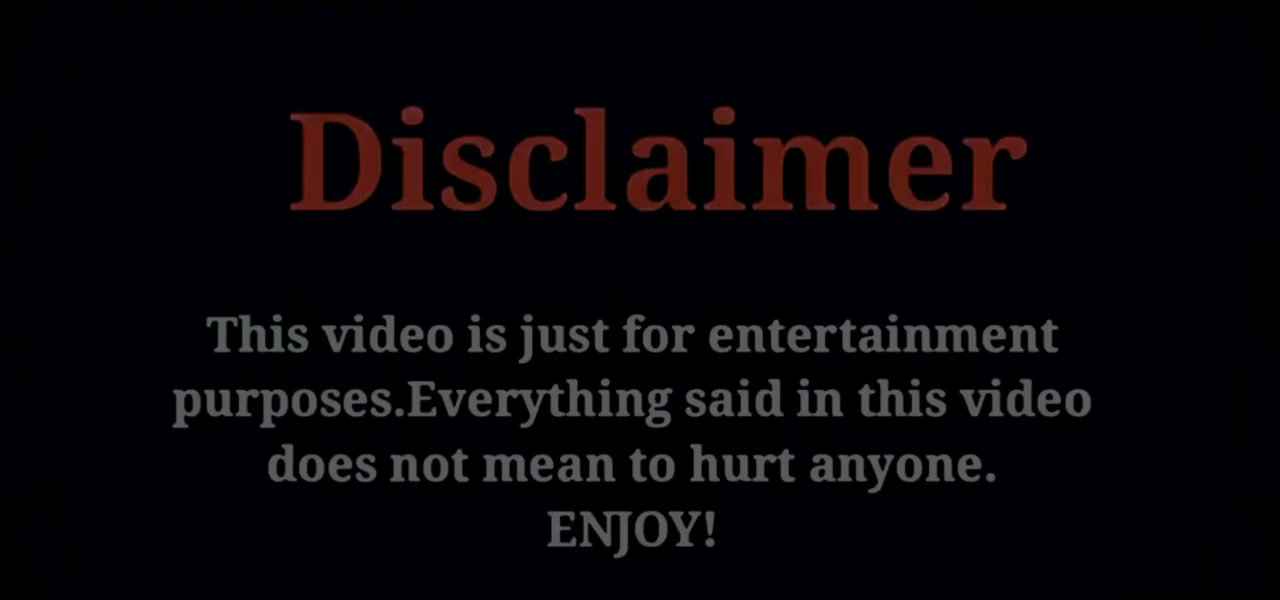 Disclaimer
This video is just for entertainment
purposes.Everything said in this video
does not mean to hurt anyone.
ENJOY!